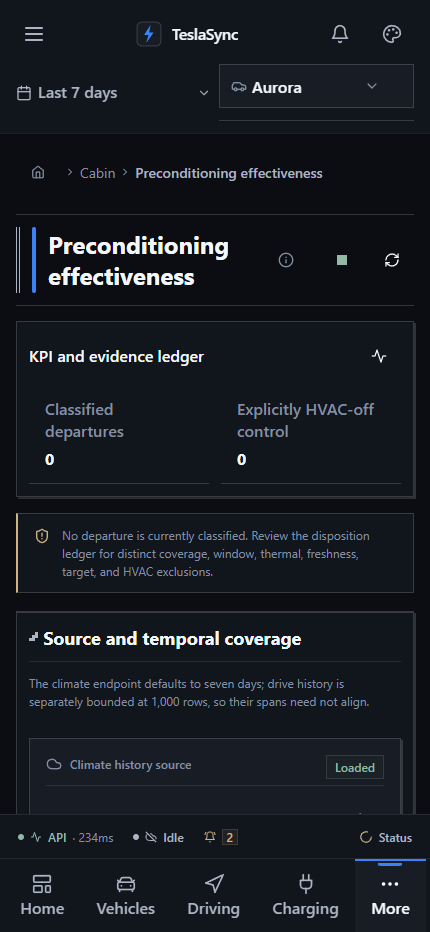 TeslaSync
Last 7 days
Aurora
Cabin
Preconditioning effectiveness
Preconditioning
effectiveness
KPI and evidence ledger
Classified
departures
0
Explicitly HVAC-off
control
0
No departure is currently classified. Review the disposition
ledger for distinct coverage, window, thermal, freshness,
target, and HVAC exclusions.
Source and temporal coverage
The climate endpoint defaults to seven days; drive history is
separately bounded at 1,000 rows, so their spans need not align.
Climate history source
Loaded
API · 234ms
Idle
2
Status
Home
Vehicles
Driving
Charging
More